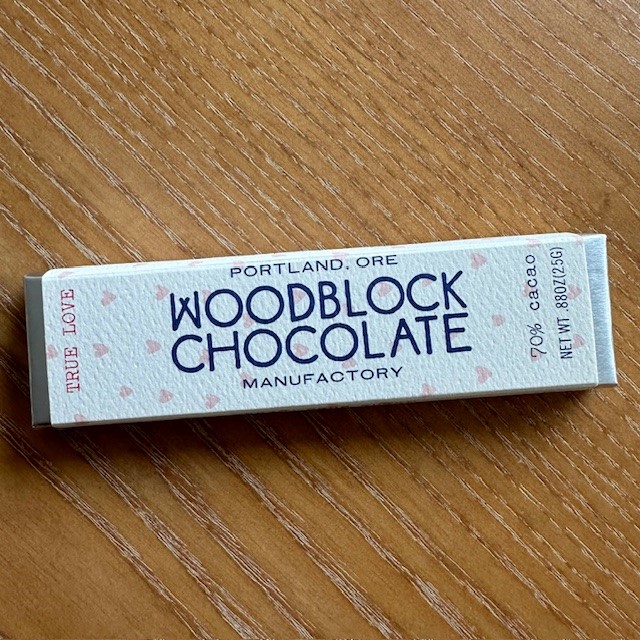 TRUE LOVE
PORTLAND, ORE
WOODBLOCK
CHOCOLATE
MANUFACTORY
70% cacao
NET WT .88OZ(25G)